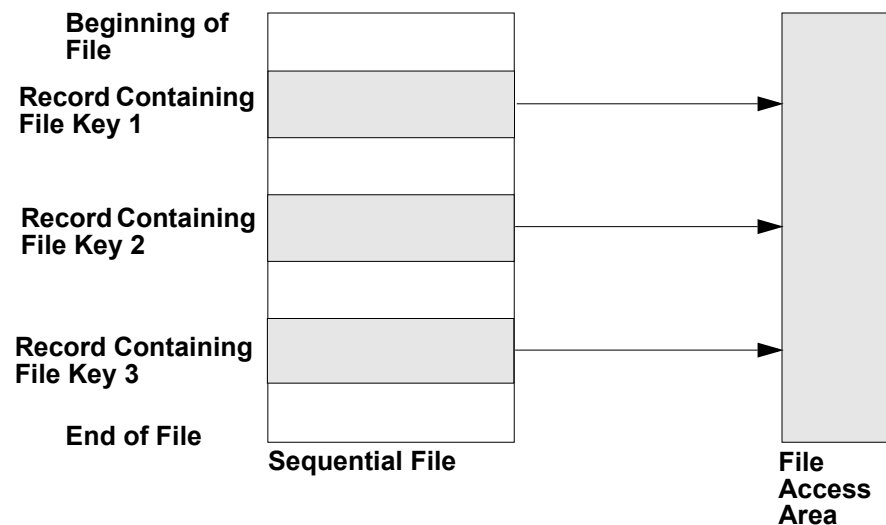 Beginning of
File
Record Containing
File Key 1
Record Containing
File Key 2
Record Containing
File Key 3
End of File
Sequential File
File
Access
Area